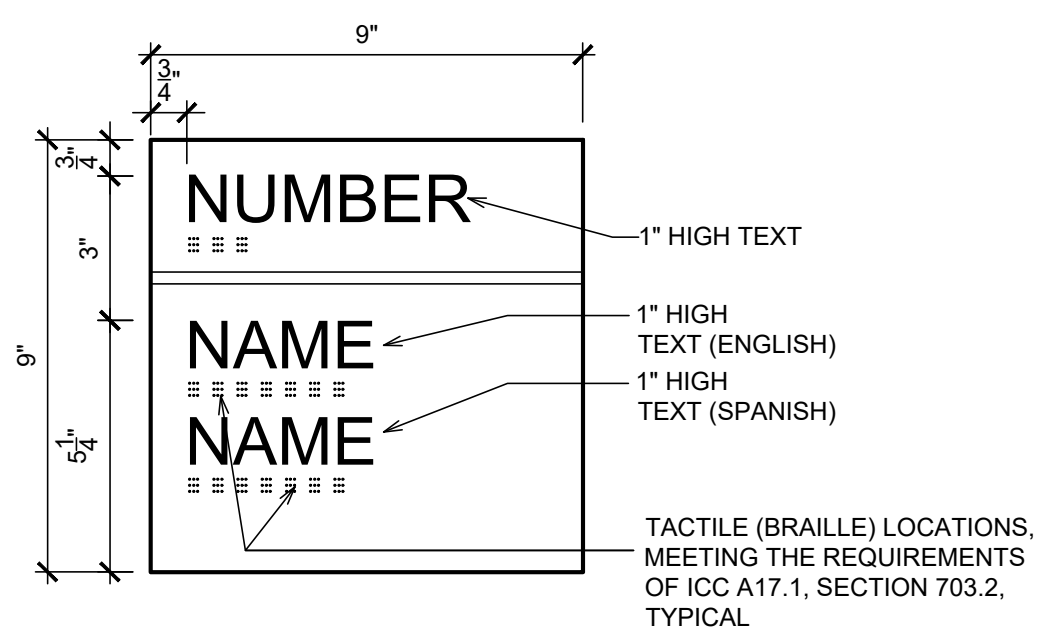 9"
3/4"
3/4"
NUMBER
1" HIGH TEXT
3"
1" HIGH
TEXT (ENGLISH)
NAME
9"
1" HIGH
TEXT (SPANISH)
NAME
5 1/4"
TACTILE (BRAILLE) LOCATIONS,
MEETING THE REQUIREMENTS
OF ICC A17.1, SECTION 703.2,
TYPICAL